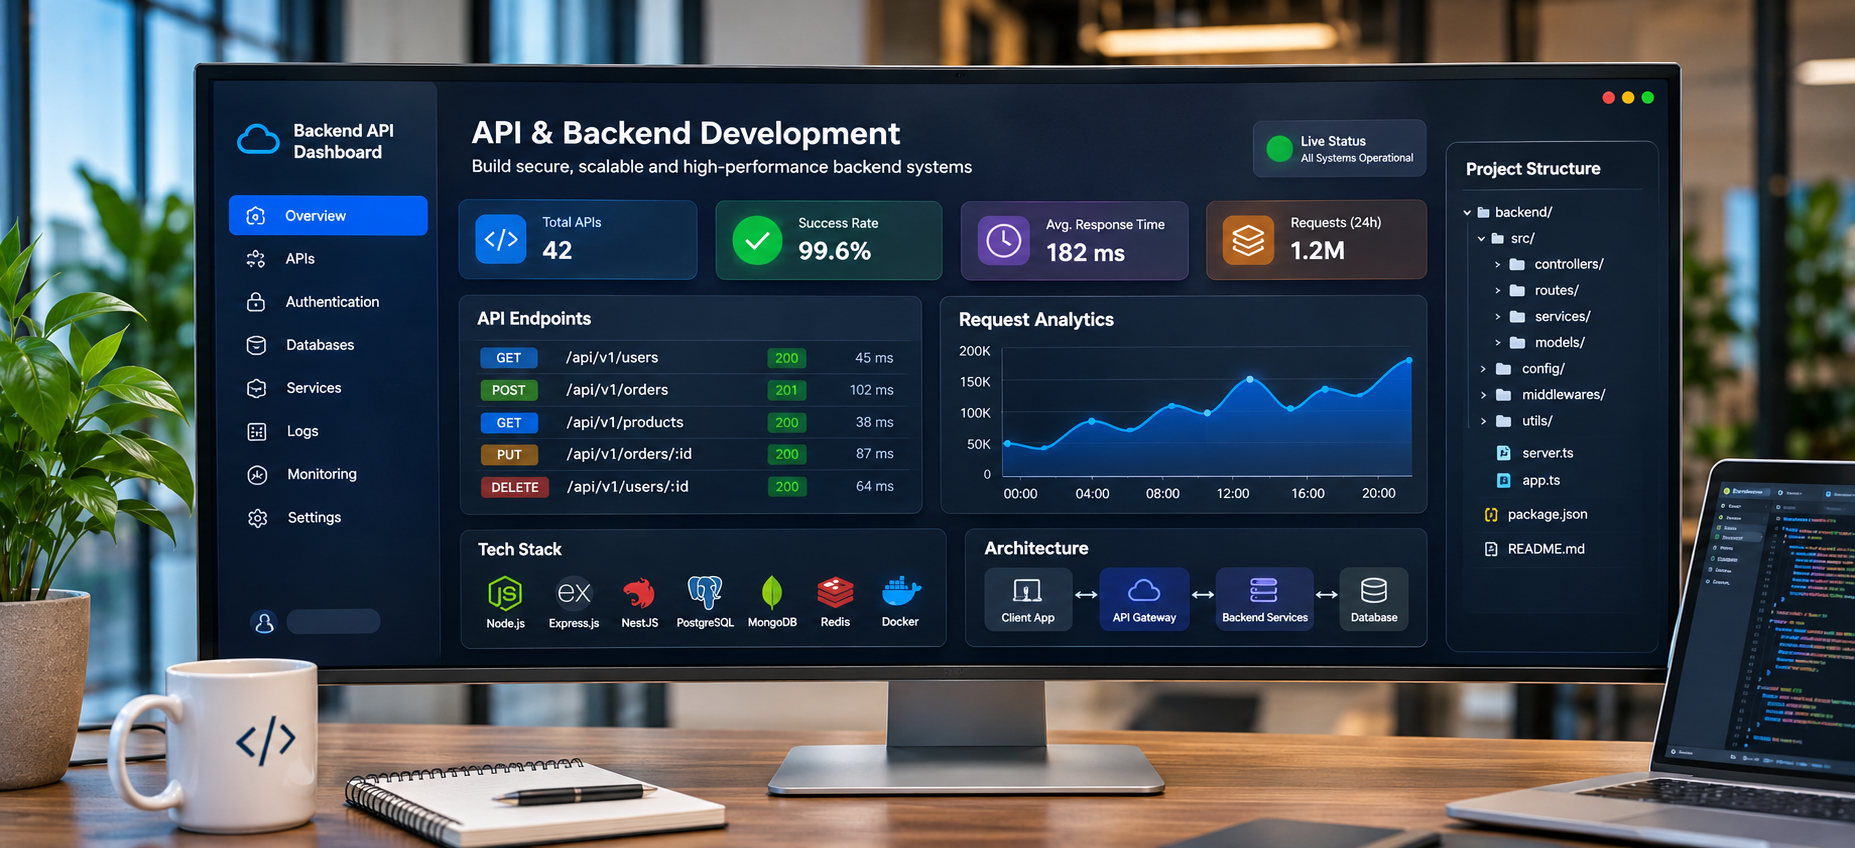 Backend API
Dashboard
Overview
APIs
Authentication
Databases
Services
Logs
Monitoring
Settings
API & Backend Development
Build secure, scalable and high-performance backend systems
Live Status
All Systems Operational
Total APIs
42
Success Rate
99.6%
Avg. Response Time
182 ms
Requests (24h)
1.2M
API Endpoints
GET /api/v1/users 200 45 ms
POST /api/v1/orders 201 102 ms
GET /api/v1/products 200 38 ms
PUT /api/v1/orders/:id 200 87 ms
DELETE /api/v1/users/:id 200 64 ms
Request Analytics
200K
150K
100K
50K
0
00:00 04:00 08:00 12:00 16:00 20:00
Tech Stack
JS
ex
Node.js Express.js NestJS PostgreSQL MongoDB Redis Docker
Architecture
Client App API Gateway Backend Services Database
Project Structure
backend/
src/
controllers/
routes/
services/
models/
config/
middlewares/
utils/
server.ts
app.ts
package.json
README.md
</>